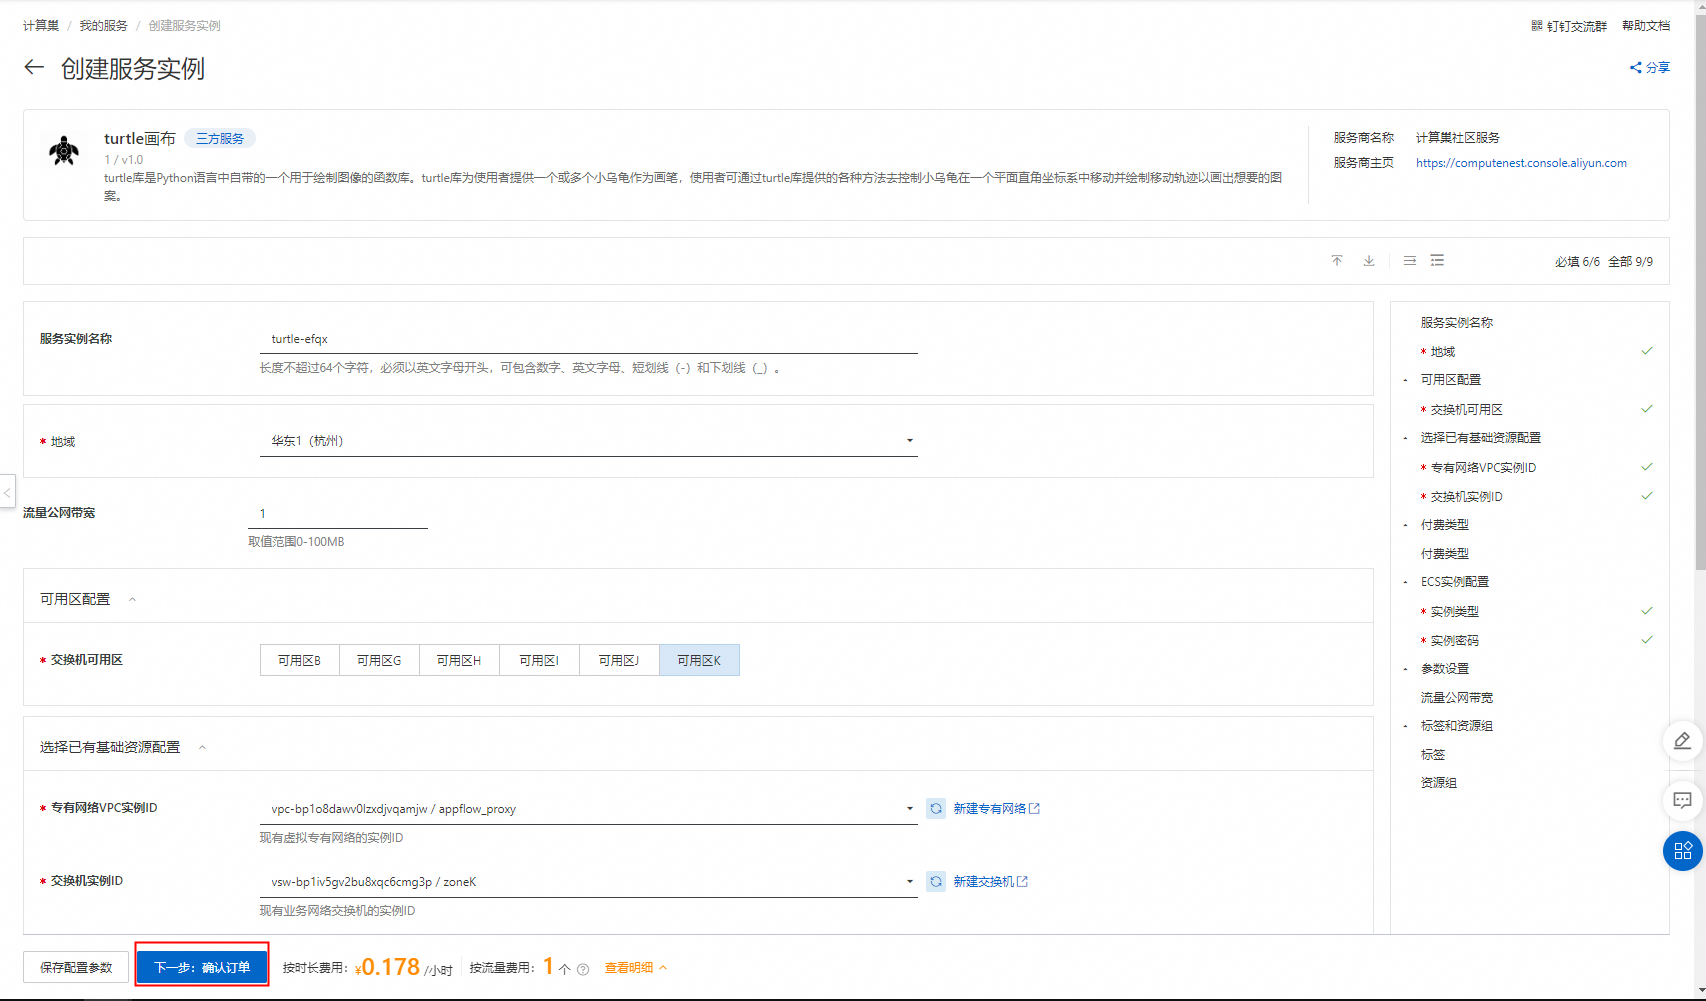 计算巢 / 我的服务 / 创建服务实例
钉钉交流群 帮助文档
创建服务实例
分享
turtle画布 三方服务
1 / v1.0
turtle库是Python语言中自带的一个用于绘制图像的函数库。turtle库为使用者提供一个或多个小乌龟作为画笔，使用者可通过turtle库提供的各种方法去控制小乌龟在一个平面直角坐标系中移动并绘制移动轨迹以画出想要的图
案。
服务商名称 计算巢社区服务
服务商主页 https://computenest.console.aliyun.com
必填 6/6 全部 9/9
服务实例名称
turtle-efqx
长度不超过64个字符，必须以英文字母开头，可包含数字、英文字母、短划线（-）和下划线（_）。
* 地域
华东1（杭州）
流量公网带宽
1
取值范围0-100MB
可用区配置
* 交换机可用区
可用区B 可用区G 可用区H 可用区I 可用区J 可用区K
选择已有基础资源配置
* 专有网络VPC实例ID
vpc-bp1o8dawv0lzxdjvqamjw / appflow_proxy
新建专有网络
现有虚拟专有网络的实例ID
* 交换机实例ID
vsw-bp1iv5gv2bu8xqc6cmg3p / zoneK
新建交换机
现有业务网络交换机的实例ID
服务实例名称
* 地域
可用区配置
* 交换机可用区
选择已有基础资源配置
* 专有网络VPC实例ID
* 交换机实例ID
付费类型
付费类型
ECS实例配置
* 实例类型
* 实例密码
参数设置
流量公网带宽
标签和资源组
标签
资源组
保存配置参数
下一步：确认订单
按时长费用：¥0.178 /小时
按流量费用：1 个
查看明细